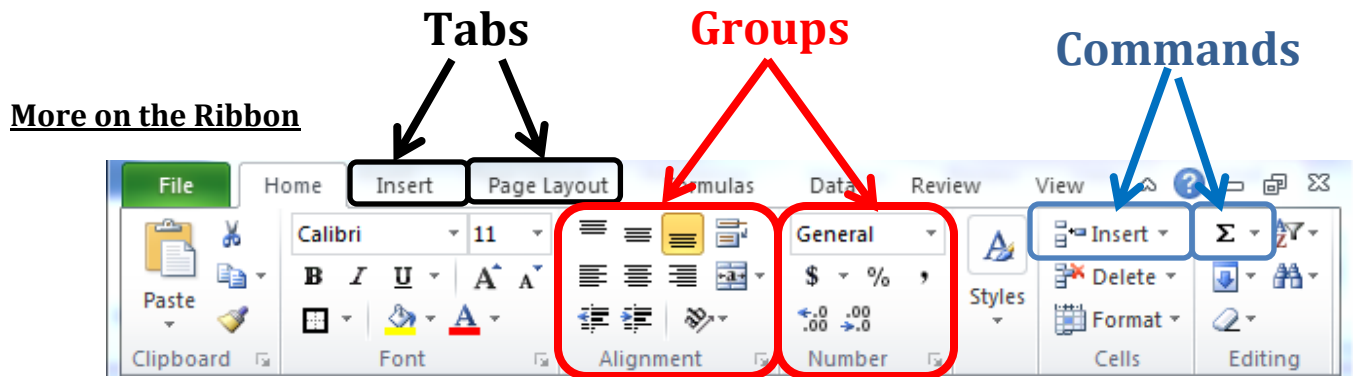 Tabs
Groups
Commands
More on the Ribbon
File Home Insert Page Layout Formulas Data Review View
Calibri 11 General Insert Σ
B I U A A $ % , Delete
Paste A Styles Format
Clipboard Font Alignment Number Cells Editing